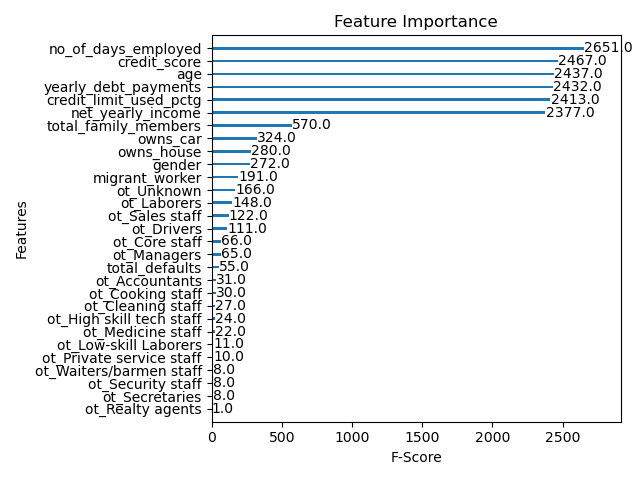 Feature Importance
no_of_days_employed 2651.0
credit_score 2467.0
age 2437.0
yearly_debt_payments 2432.0
credit_limit_used_pctg 2413.0
net_yearly_income 2377.0
total_family_members 570.0
owns_car 324.0
owns_house 280.0
gender 272.0
migrant_worker 191.0
ot_Unknown 166.0
ot_Laborers 148.0
ot_Sales staff 122.0
ot_Drivers 111.0
ot_Core staff 66.0
ot_Managers 65.0
total_defaults 55.0
ot_Accountants 31.0
ot_Cooking staff 30.0
ot_Cleaning staff 27.0
ot_High skill tech staff 24.0
ot_Medicine staff 22.0
ot_Low-skill Laborers 11.0
ot_Private service staff 10.0
ot_Waiters/barmen staff 8.0
ot_Security staff 8.0
ot_Secretaries 8.0
ot_Realty agents 1.0
Features
0 500 1000 1500 2000 2500
F-Score